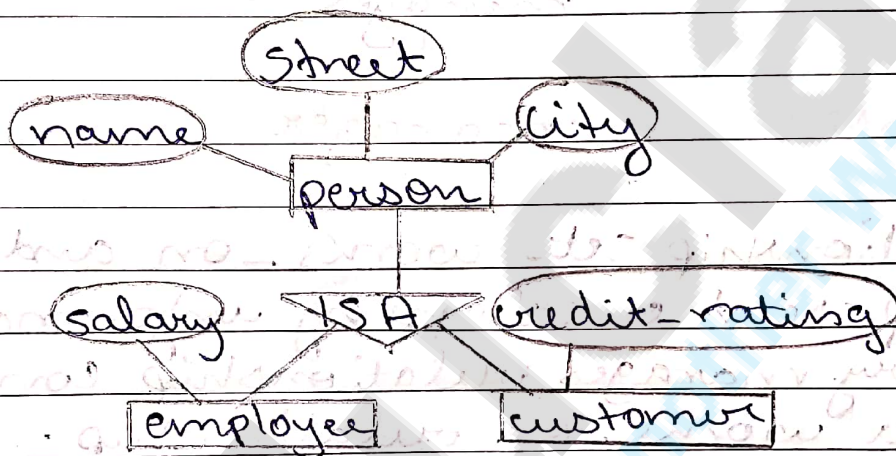 street
name
city
person
salary
ISA
credit-rating
employee
customer